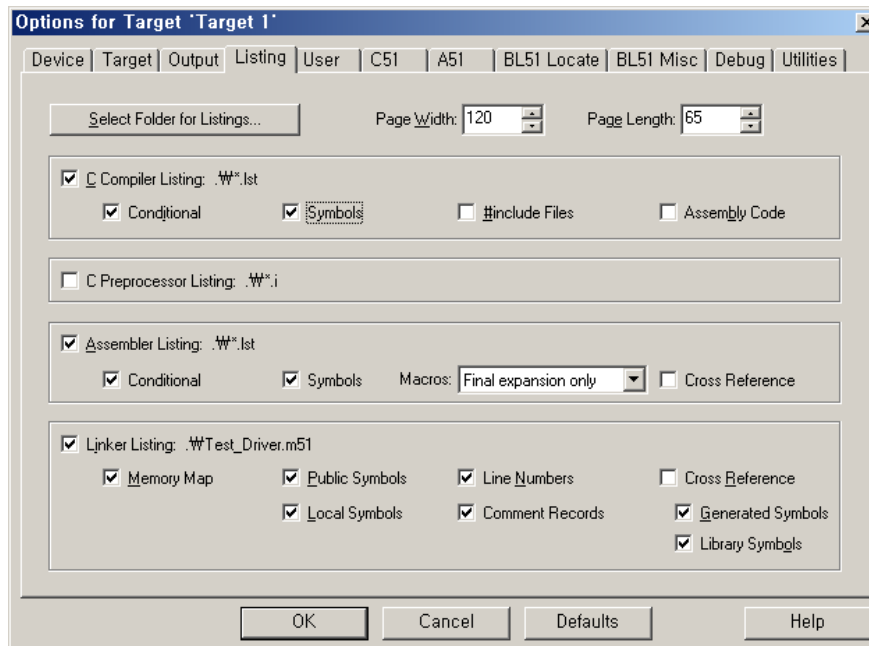 Options for Target 'Target 1'
Device Target Output Listing User C51 A51 BL51 Locate BL51 Misc Debug Utilities
Select Folder for Listings... Page Width: 120 Page Length: 65
C Compiler Listing: .₩*.lst
Conditional Symbols #include Files Assembly Code
C Preprocessor Listing: .₩*.i
Assembler Listing: .₩*.lst
Conditional Symbols Macros: Final expansion only Cross Reference
Linker Listing: .₩Test_Driver.m51
Memory Map Public Symbols Line Numbers Cross Reference
Local Symbols Comment Records Generated Symbols
Library Symbols
OK Cancel Defaults Help